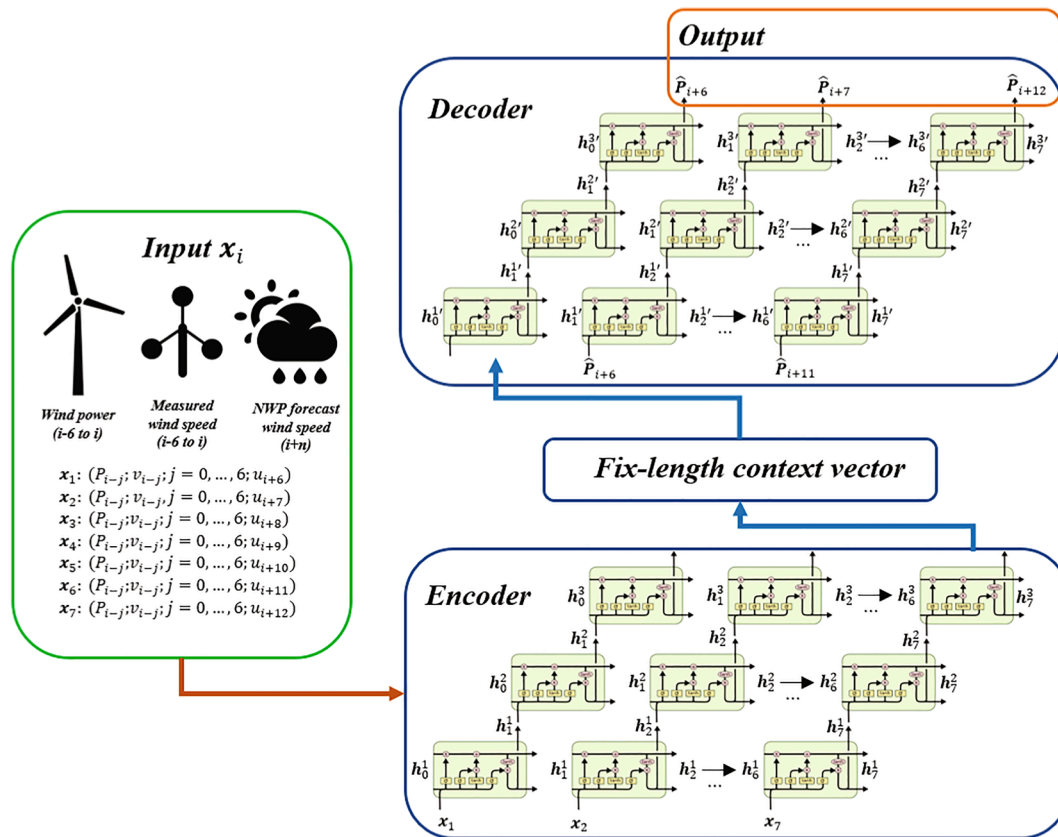 Output
P̂ᵢ₊₆ P̂ᵢ₊₇ P̂ᵢ₊₁₂
Decoder
h₀³′ h₁³′ h₂³′ ... h₆³′ h₇³′
h₁²′ h₂²′ h₇²′
h₀²′ h₁²′ h₂²′ ... h₆²′ h₇²′
h₁¹′ h₂¹′ h₇¹′
h₀¹′ h₁¹′ h₂¹′ ... h₆¹′ h₇¹′
P̂ᵢ₊₆ P̂ᵢ₊₁₁
Input xᵢ
Wind power
(i-6 to i)
Measured
wind speed
(i-6 to i)
NWP forecast
wind speed
(i+n)
x₁: (Pᵢ₋ⱼ; vᵢ₋ⱼ; j = 0, ..., 6; uᵢ₊₆)
x₂: (Pᵢ₋ⱼ; vᵢ₋ⱼ, j = 0, ..., 6; uᵢ₊₇)
x₃: (Pᵢ₋ⱼ;vᵢ₋ⱼ; j = 0, ..., 6; uᵢ₊₈)
x₄: (Pᵢ₋ⱼ;vᵢ₋ⱼ; j = 0, ..., 6; uᵢ₊₉)
x₅: (Pᵢ₋ⱼ;vᵢ₋ⱼ; j = 0, ..., 6; uᵢ₊₁₀)
x₆: (Pᵢ₋ⱼ;vᵢ₋ⱼ; j = 0, ..., 6; uᵢ₊₁₁)
x₇: (Pᵢ₋ⱼ;vᵢ₋ⱼ; j = 0, ..., 6; uᵢ₊₁₂)
Fix-length context vector
Encoder
h₀³ h₁³ h₂³ ... h₆³ h₇³
h₁² h₂² h₇²
h₀² h₁² h₂² ... h₆² h₇²
h₁¹ h₂¹ h₇¹
h₀¹ h₁¹ h₂¹ ... h₆¹ h₇¹
x₁ x₂ x₇